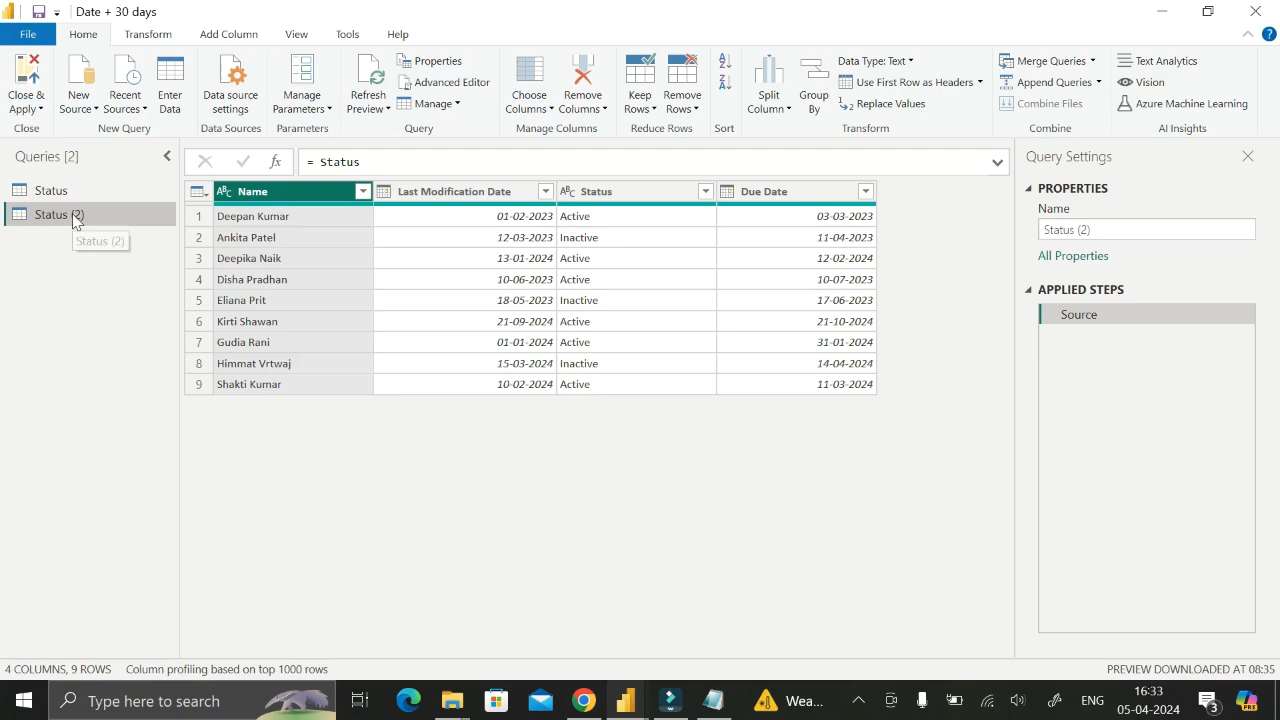 Date + 30 days
File Home Transform Add Column View Tools Help
Close & Apply
New Source
Recent Sources
Enter Data
Data source settings
Manage Parameters
Refresh Preview
Properties
Advanced Editor
Manage
Choose Columns
Remove Columns
Keep Rows
Remove Rows
Split Column
Group By
Data Type: Text
Use First Row as Headers
Replace Values
Merge Queries
Append Queries
Combine Files
Text Analytics
Vision
Azure Machine Learning
Close New Query Data Sources Parameters Query Manage Columns Reduce Rows Sort Transform Combine AI Insights
Queries [2]
Status
Status (2)
Status (2)
fx = Status
Name Last Modification Date Status Due Date
1 Deepan Kumar 01-02-2023 Active 03-03-2023
2 Ankita Patel 12-03-2023 Inactive 11-04-2023
3 Deepika Naik 13-01-2024 Active 12-02-2024
4 Disha Pradhan 10-06-2023 Active 10-07-2023
5 Eliana Prit 18-05-2023 Inactive 17-06-2023
6 Kirti Shawan 21-09-2024 Active 21-10-2024
7 Gudia Rani 01-01-2024 Active 31-01-2024
8 Himmat Vrtwaj 15-03-2024 Inactive 14-04-2024
9 Shakti Kumar 10-02-2024 Active 11-03-2024
Query Settings
PROPERTIES
Name
Status (2)
All Properties
APPLIED STEPS
Source
4 COLUMNS, 9 ROWS Column profiling based on top 1000 rows PREVIEW DOWNLOADED AT 08:35
Type here to search
Wea...
ENG
16:33
05-04-2024
3